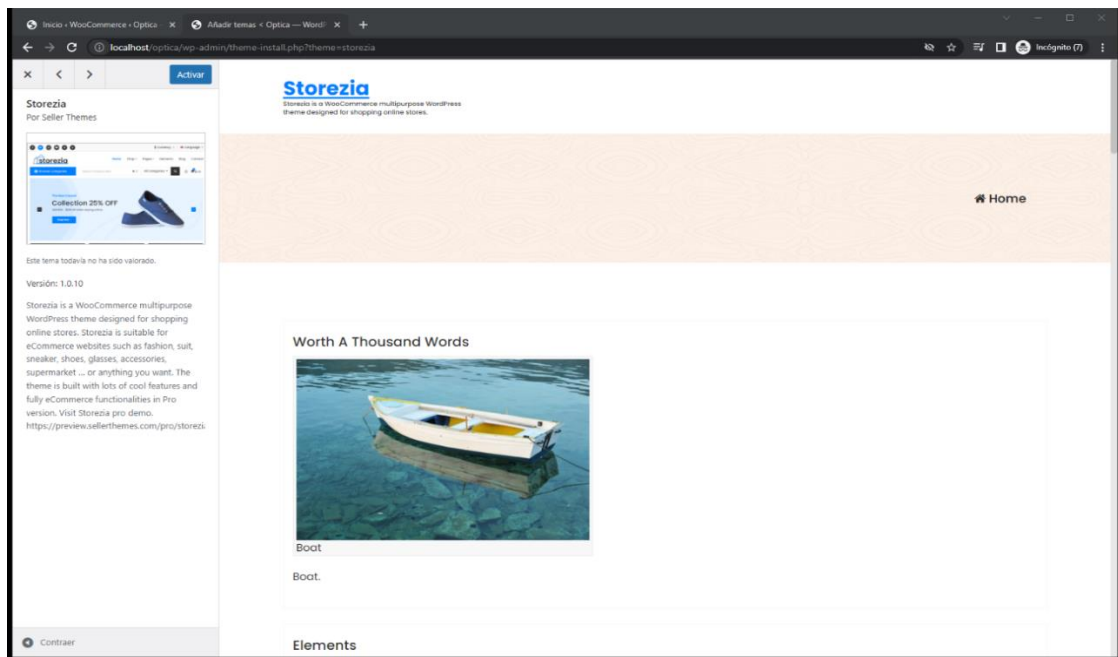 Inicio ‹ WooCommerce ‹ Optica
Añadir temas < Optica — Word
localhost/optica/wp-admin/theme-install.php?theme=storezia
Incógnito (7)
Activar
Storezia
Por Seller Themes
storezia
Collection 25% OFF
Este tema todavía no ha sido valorado.
Versión: 1.0.10
Storezia is a WooCommerce multipurpose
WordPress theme designed for shopping
online stores. Storezia is suitable for
eCommerce websites such as fashion, suit,
sneaker, shoes, glasses, accessories,
supermarket ... or anything you want. The
theme is built with lots of cool features and
fully eCommerce functionalities in Pro
version. Visit Storezia pro demo.
https://preview.sellerthemes.com/pro/storezi
Contraer
Storezia
Storezia is a WooCommerce multipurpose WordPress
theme designed for shopping online stores.
Home
Worth A Thousand Words
Boat
Boat.
Elements